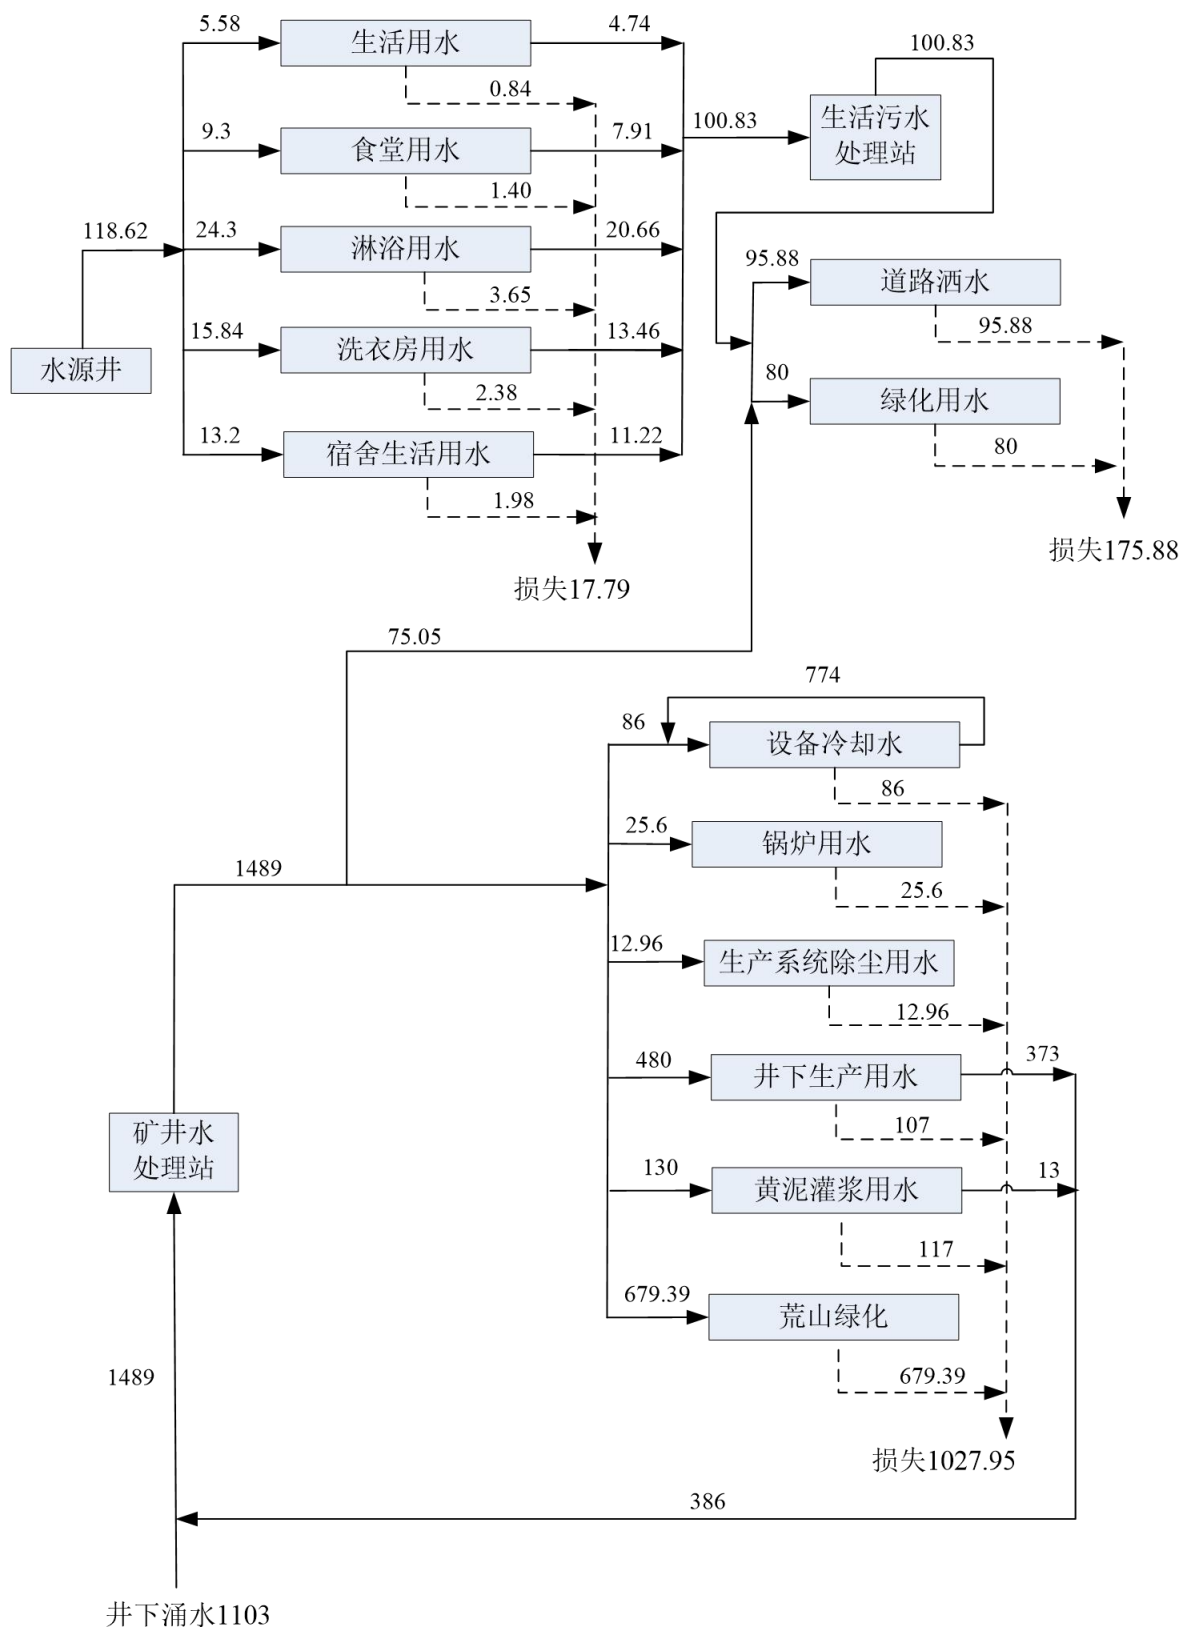 5.58
生活用水
4.74
0.84
100.83
9.3
食堂用水
7.91
1.40
100.83
生活污水
处理站
118.62
24.3
淋浴用水
20.66
3.65
95.88
道路洒水
95.88
水源井
15.84
洗衣房用水
13.46
2.38
80
绿化用水
80
13.2
宿舍生活用水
11.22
1.98
损失17.79
损失175.88
75.05
774
86
设备冷却水
86
25.6
锅炉用水
25.6
1489
12.96
生产系统除尘用水
12.96
480
井下生产用水
373
107
矿井水
处理站
130
黄泥灌浆用水
13
117
679.39
荒山绿化
679.39
1489
损失1027.95
386
井下涌水1103